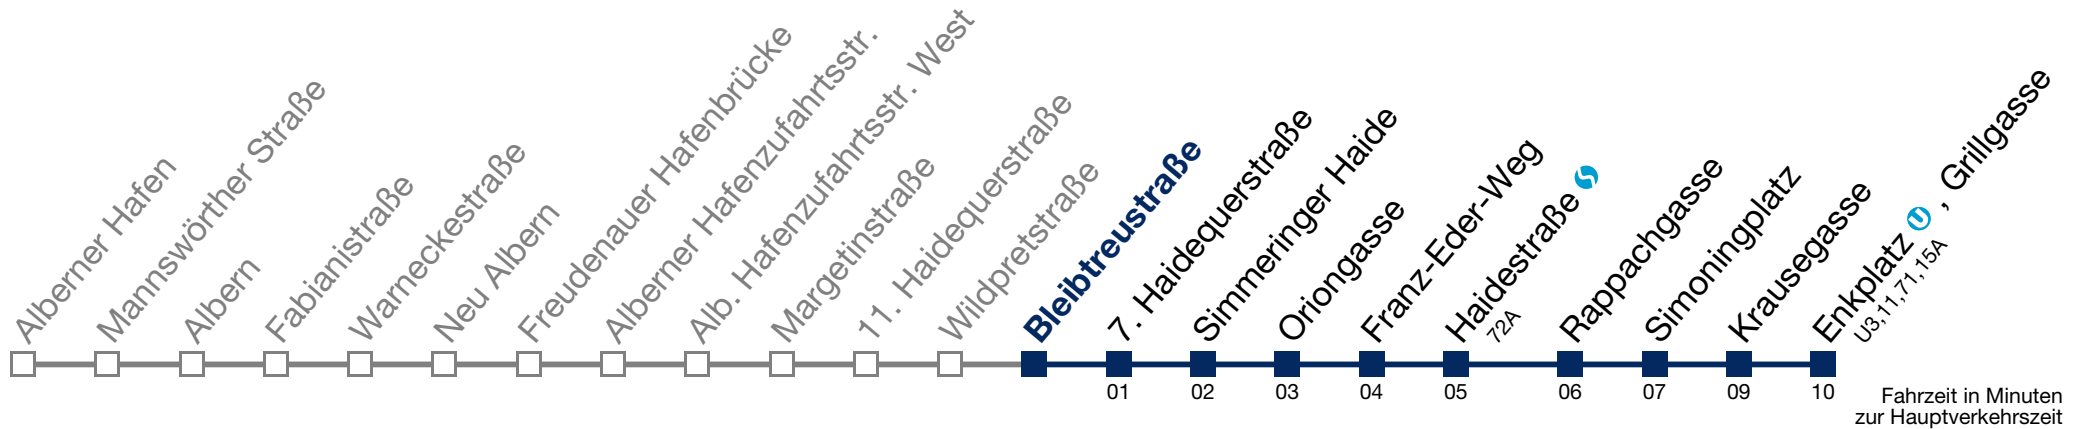 Alberner Hafen
Mannswörther Straße
Albern
Fabianistraße
Warneckestraße
Neu Albern
Freudenauer Hafenbrücke
Alberner Hafenzufahrtsstr.
Alb. Hafenzufahrtsstr. West
Margetinstraße
11. Haidequerstraße
Wildpretstraße
Bleibtreustraße
7. Haidequerstraße
Simmeringer Haide
Oriongasse
Franz-Eder-Weg
Haidestraße S
72A
Rappachgasse
Simoningplatz
Krausegasse
Enkplatz U , Grillgasse
U3,11,71,15A
01 02 03 04 05 06 07 09 10
Fahrzeit in Minuten
zur Hauptverkehrszeit